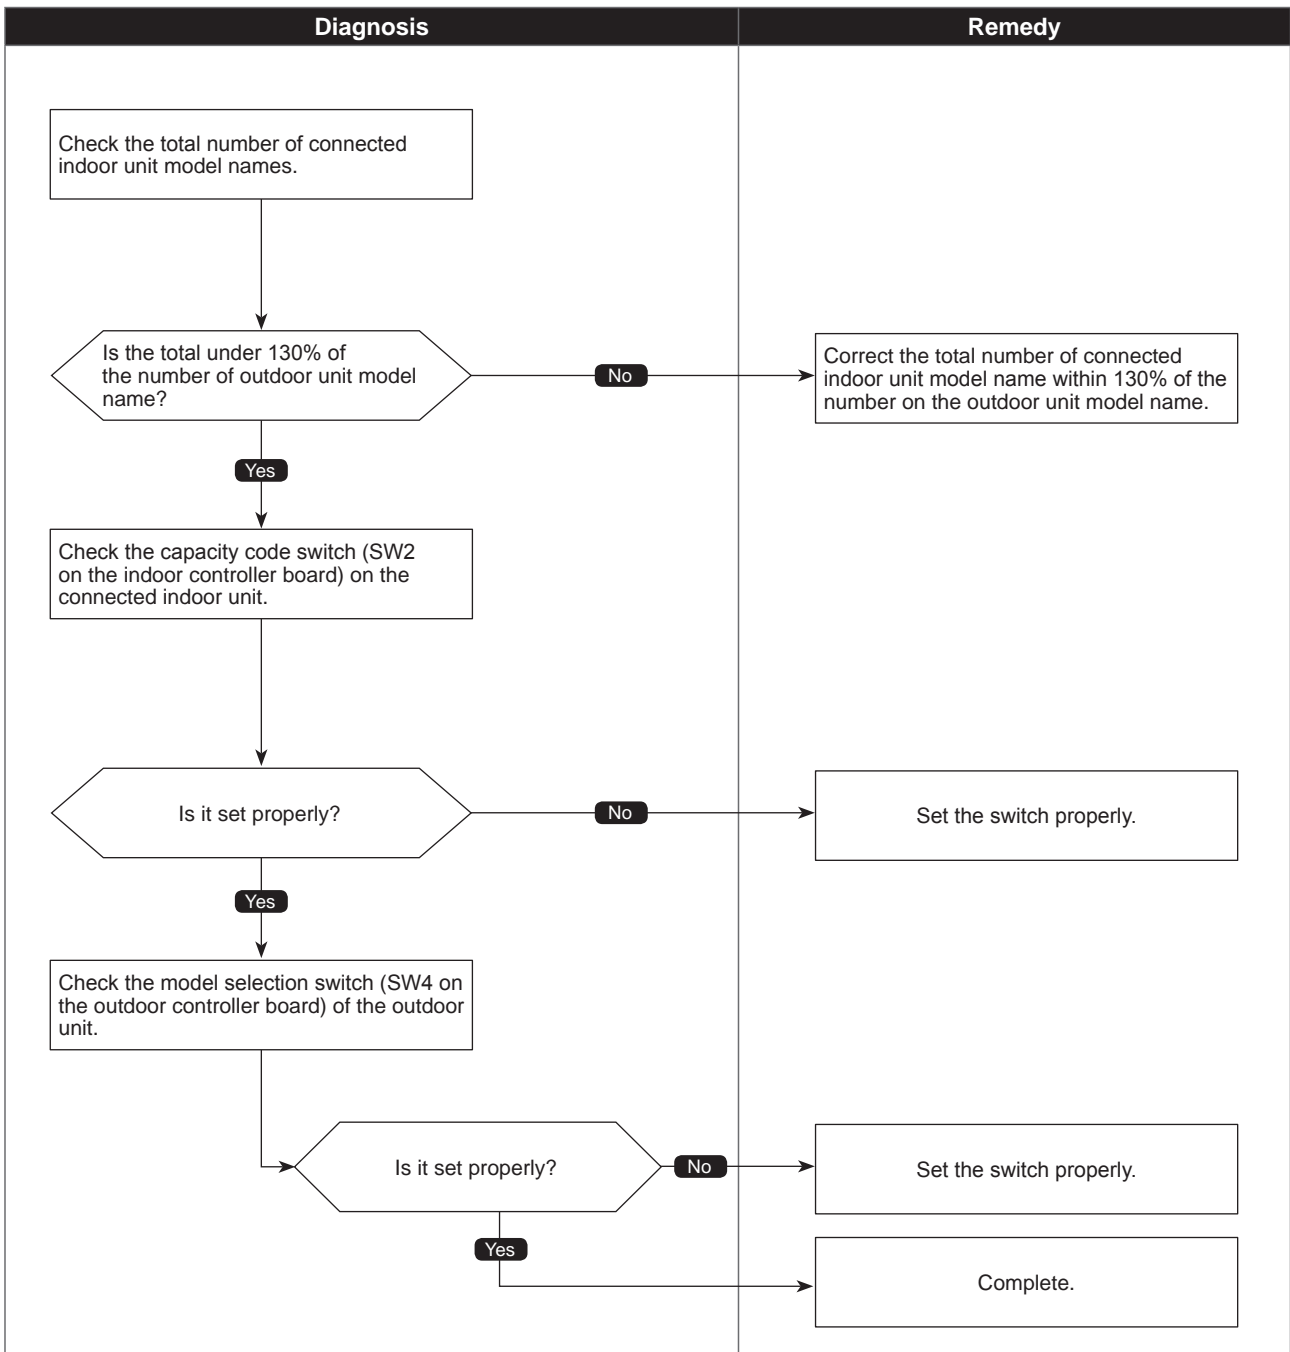 Diagnosis
Remedy
Check the total number of connected
indoor unit model names.
Is the total under 130% of
the number of outdoor unit model
name?
No
Correct the total number of connected
indoor unit model name within 130% of the
number on the outdoor unit model name.
Yes
Check the capacity code switch (SW2
on the indoor controller board) on the
connected indoor unit.
Is it set properly?
No
Set the switch properly.
Yes
Check the model selection switch (SW4 on
the outdoor controller board) of the outdoor
unit.
Is it set properly?
No
Set the switch properly.
Yes
Complete.